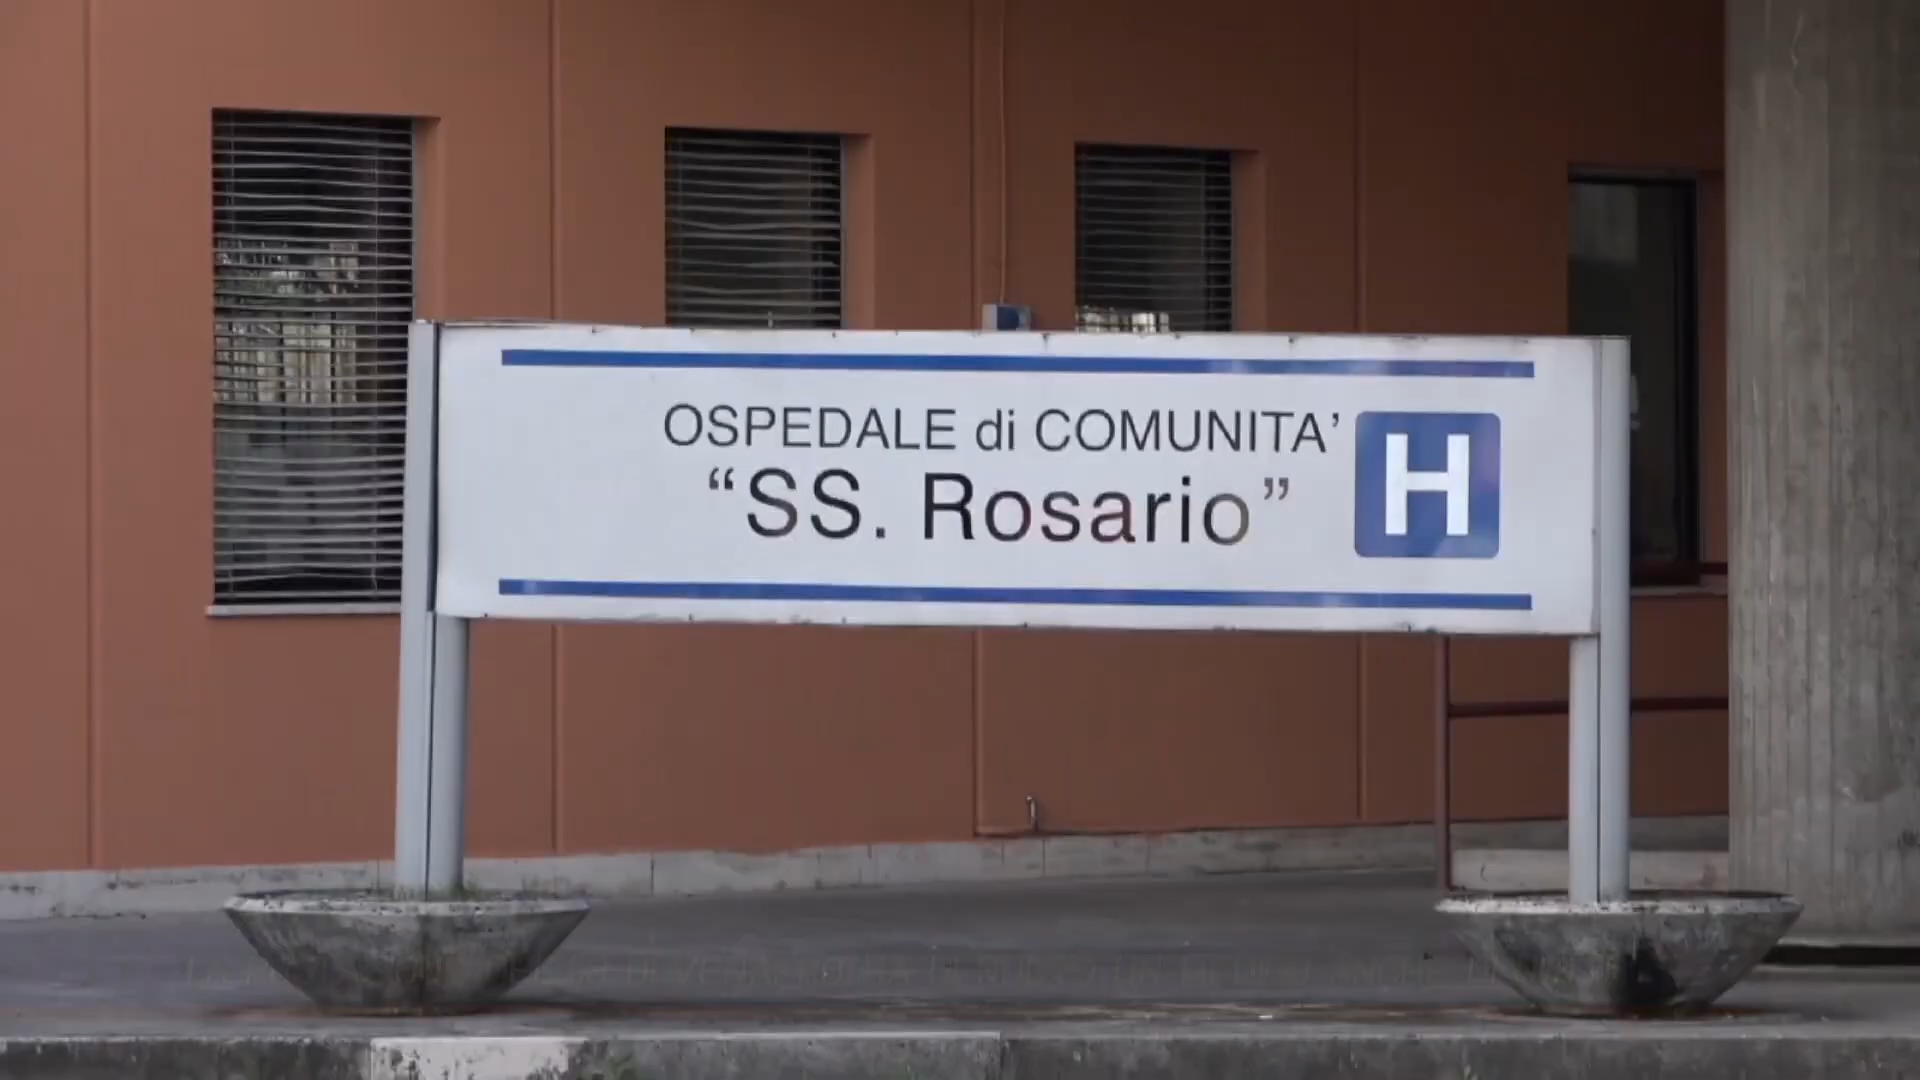 OSPEDALE di COMUNITA'
“SS. Rosario”
H